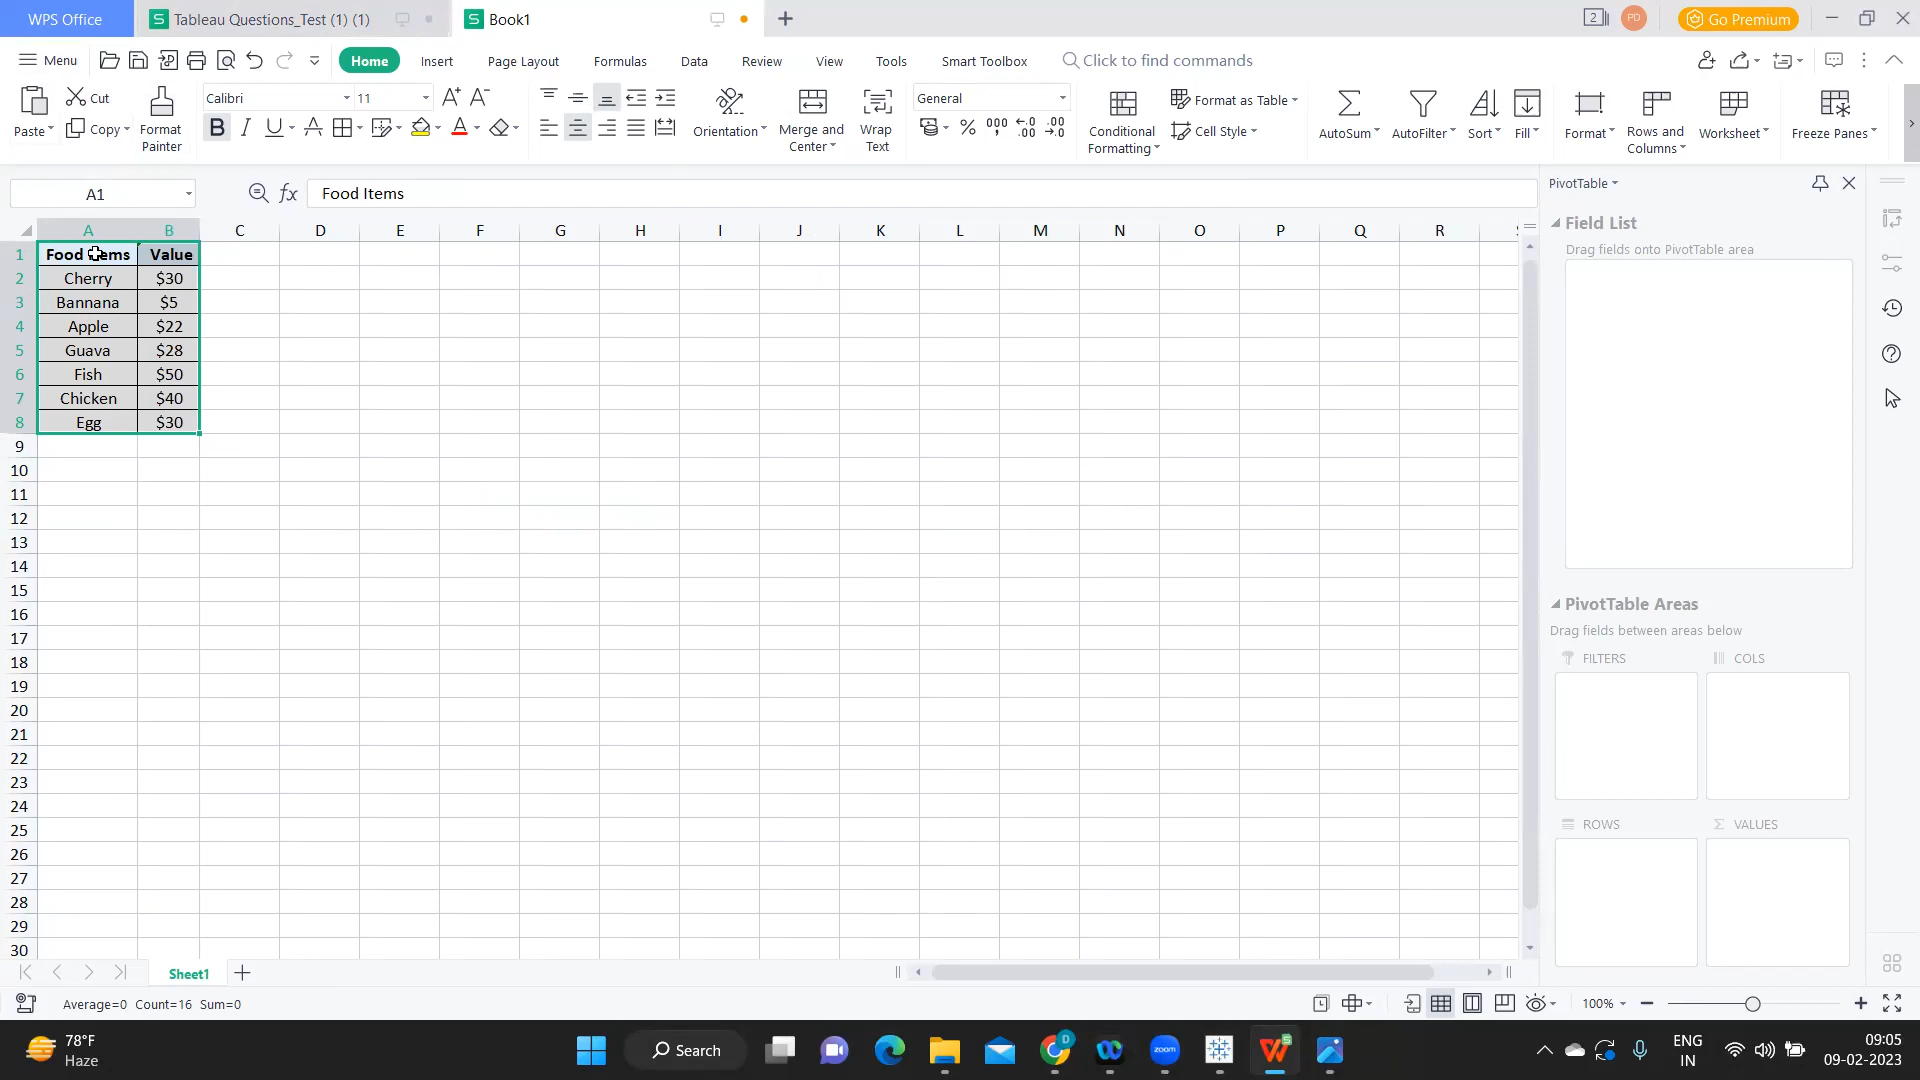 WPS Office
Tableau Questions_Test (1) (1)
Book1
2
PD
Go Premium
Menu
Home
Insert
Page Layout
Formulas
Data
Review
View
Tools
Smart Toolbox
Click to find commands
Paste
Cut
Copy
Format Painter
Calibri
11
Orientation
Merge and Center
Wrap Text
General
Conditional Formatting
Format as Table
Cell Style
AutoSum
AutoFilter
Sort
Fill
Format
Rows and Columns
Worksheet
Freeze Panes
A1
fx
Food Items
A B C D E F G H I J K L M N O P Q R
1 Food Items Value
2 Cherry $30
3 Bannana $5
4 Apple $22
5 Guava $28
6 Fish $50
7 Chicken $40
8 Egg $30
9
10
11
12
13
14
15
16
17
18
19
20
21
22
23
24
25
26
27
28
29
30
PivotTable
Field List
Drag fields onto PivotTable area
PivotTable Areas
Drag fields between areas below
FILTERS
COLS
ROWS
VALUES
Sheet1
Average=0 Count=16 Sum=0
100%
78°F
Haze
Search
zoom
ENG
IN
09:05
09-02-2023